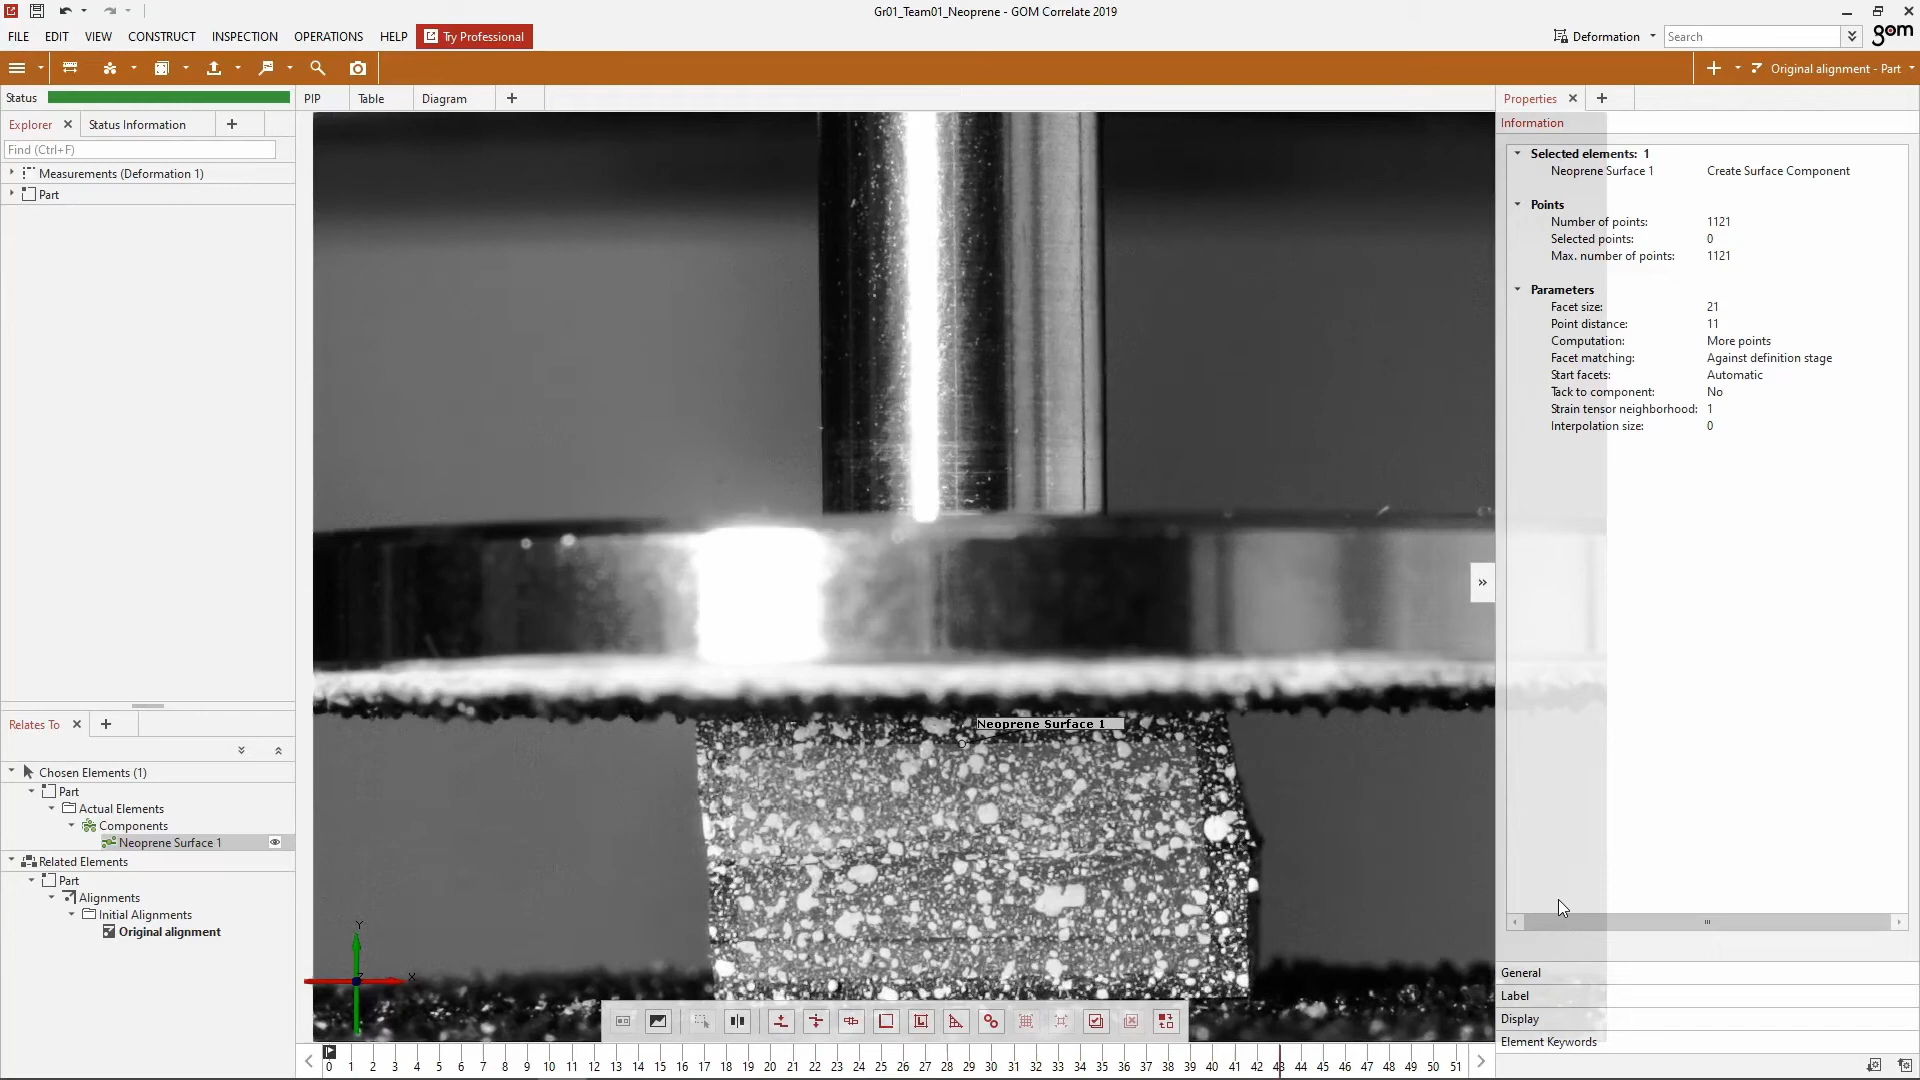 Gr01_Team01_Neoprene - GOM Correlate 2019
FILE EDIT VIEW CONSTRUCT INSPECTION OPERATIONS HELP Try Professional Deformation Search gom
Original alignment - Part
Status PIP Table Diagram Properties
Explorer Status Information
Find (Ctrl+F)
Measurements (Deformation 1)
Part
Information
Selected elements: 1
Neoprene Surface 1 Create Surface Component
Points
Number of points: 1121
Selected points: 0
Max. number of points: 1121
Parameters
Facet size: 21
Point distance: 11
Computation: More points
Facet matching: Against definition stage
Start facets: Automatic
Tack to component: No
Strain tensor neighborhood: 1
Interpolation size: 0
Neoprene Surface 1
Relates To
Chosen Elements (1)
Part
Actual Elements
Components
Neoprene Surface 1
Related Elements
Part
Alignments
Initial Alignments
Original alignment
Y
X
Z
General
Label
Display
Element Keywords
0 1 2 3 4 5 6 7 8 9 10 11 12 13 14 15 16 17 18 19 20 21 22 23 24 25 26 27 28 29 30 31 32 33 34 35 36 37 38 39 40 41 42 43 44 45 46 47 48 49 50 51